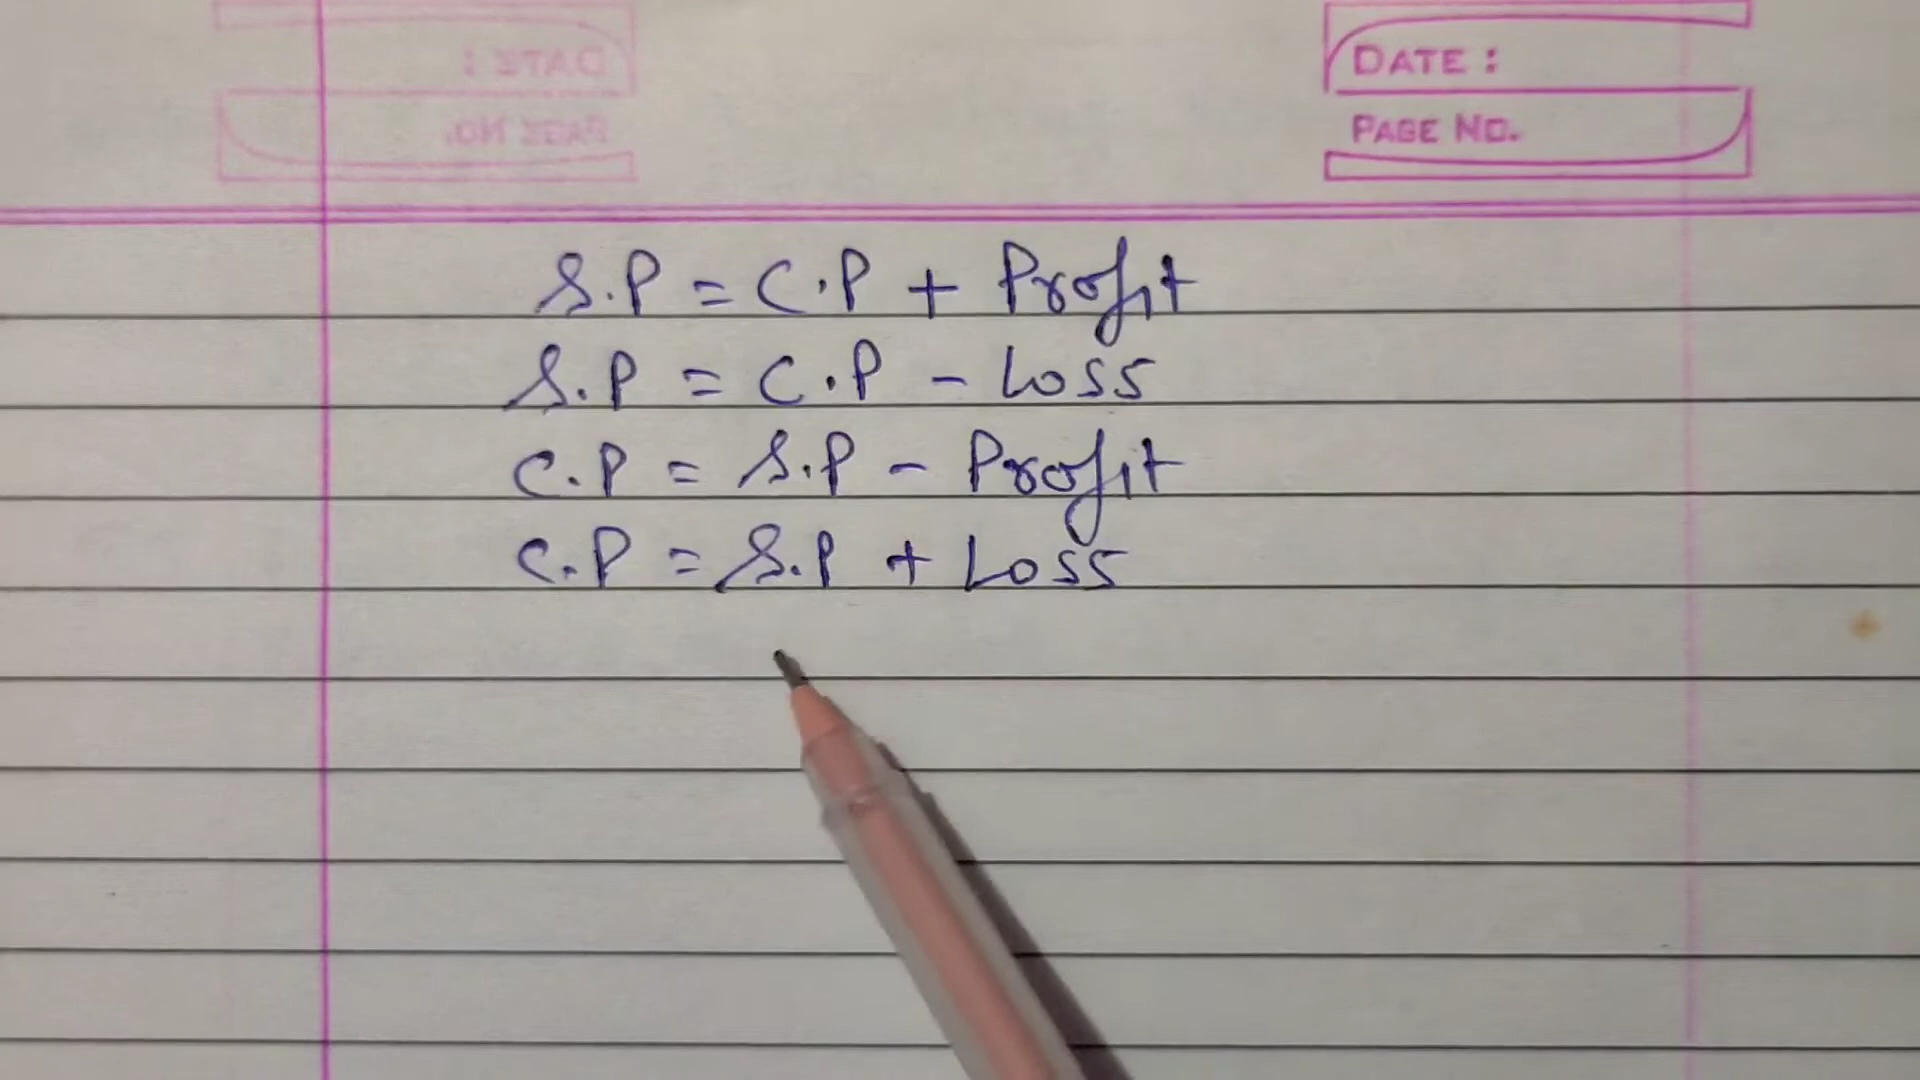 DATE :
PAGE NO.
S.P = C.P + Profit
S.P = C.P - Loss
C.P = S.P - Profit
C.P = S.P + Loss